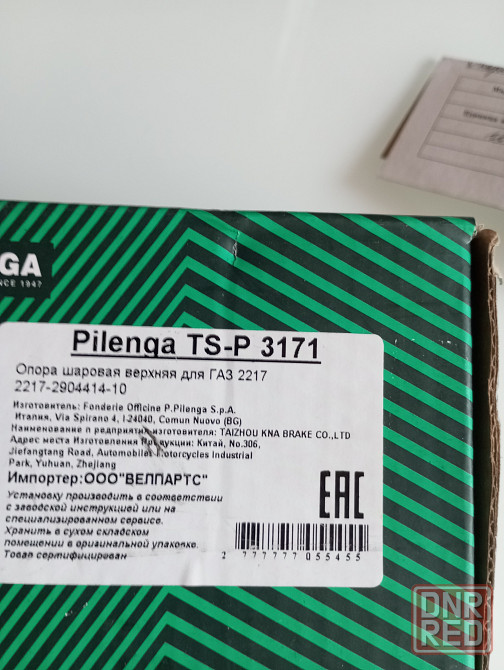 GA
NCE 1947
Pilenga TS-P 3171
Опора шаровая верхняя для ГАЗ 2217
2217-2904414-10
Изготовитель: Fonderie Officine P.Pilenga S.p.A.
Италия, Via Spirano 4, I-24040, Comun Nuovo (BG)
Наименование и предприятия изготовителя: TAIZHOU KNA BRAKE CO.,LTD
Адрес места Изготовления Продукции: Китай, No.306,
Jiefangtang Road, Automobiles Motorcycles Industrial
Park, Yuhuan, Zhejiang
Импортер:ООО"ВЕЛПАРТС"
Установку производить в соответствии
с заводской инструкцией или на
специализированном сервисе.
Хранить в сухом складском
помещении в оригинальной упаковке.
Товар сертифицирован
EAC
2 777777 055455
DNR
RED